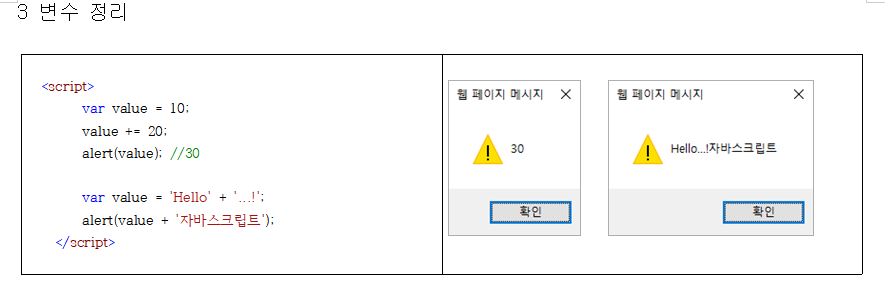 3 변수 정리
<script>
var value = 10;
value += 20;
alert(value); //30
var value = 'Hello' + '...!';
alert(value + '자바스크립트');
</script>
웹 페이지 메시지 ×
30
확인
웹 페이지 메시지 ×
Hello...!자바스크립트
확인